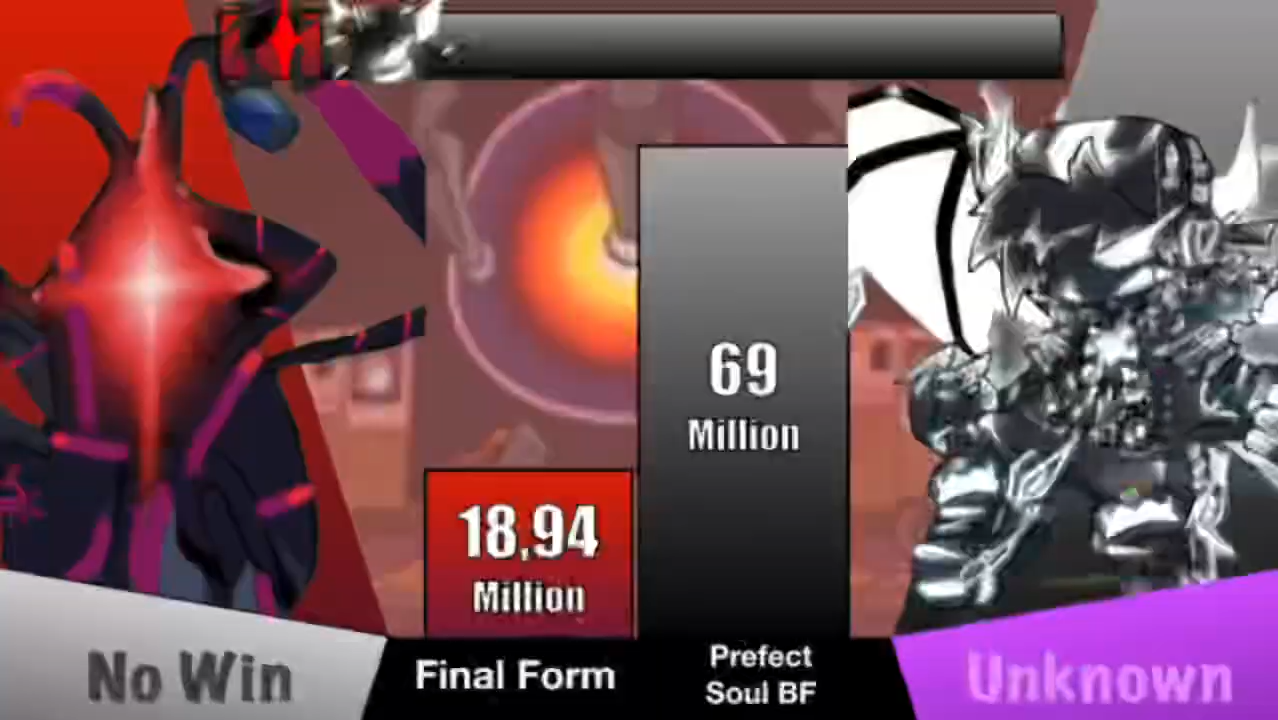 69
Million
18,94
Million
No Win
Final Form
Prefect
Soul BF
Unknown